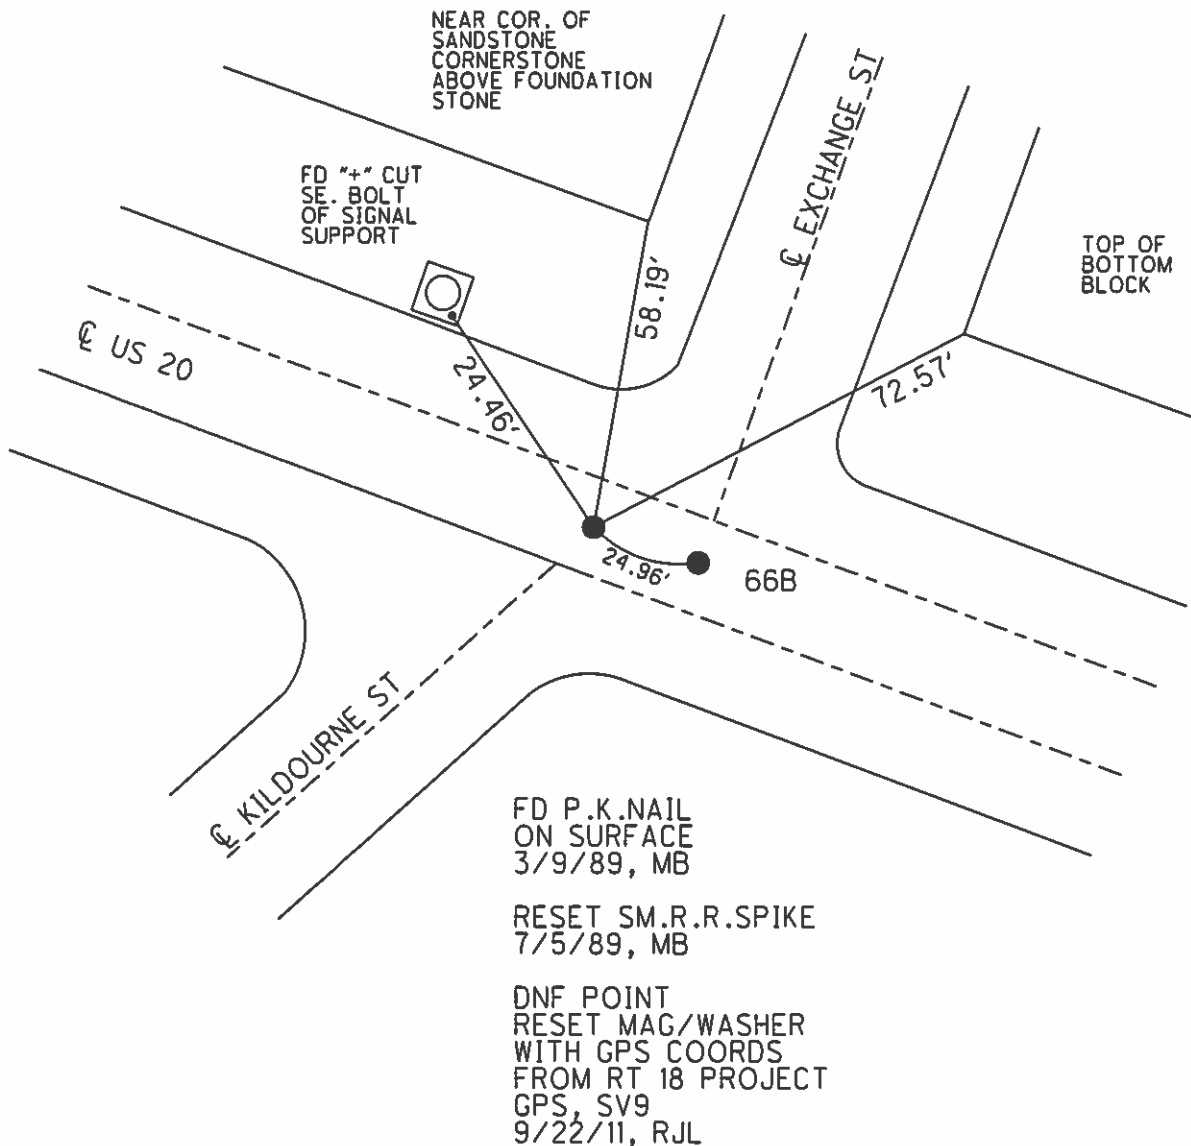 NEAR COR. OF
SANDSTONE
CORNERSTONE
ABOVE FOUNDATION
STONE
FD "+" CUT
SE. BOLT
OF SIGNAL
SUPPORT
℄ EXCHANGE ST
TOP OF
BOTTOM
BLOCK
58.19'
℄ US 20
24.46'
72.57'
24.96'
66B
℄ KILDOURNE ST
FD P.K.NAIL
ON SURFACE
3/9/89, MB
RESET SM.R.R.SPIKE
7/5/89, MB
DNF POINT
RESET MAG/WASHER
WITH GPS COORDS
FROM RT 18 PROJECT
GPS, SV9
9/22/11, RJL